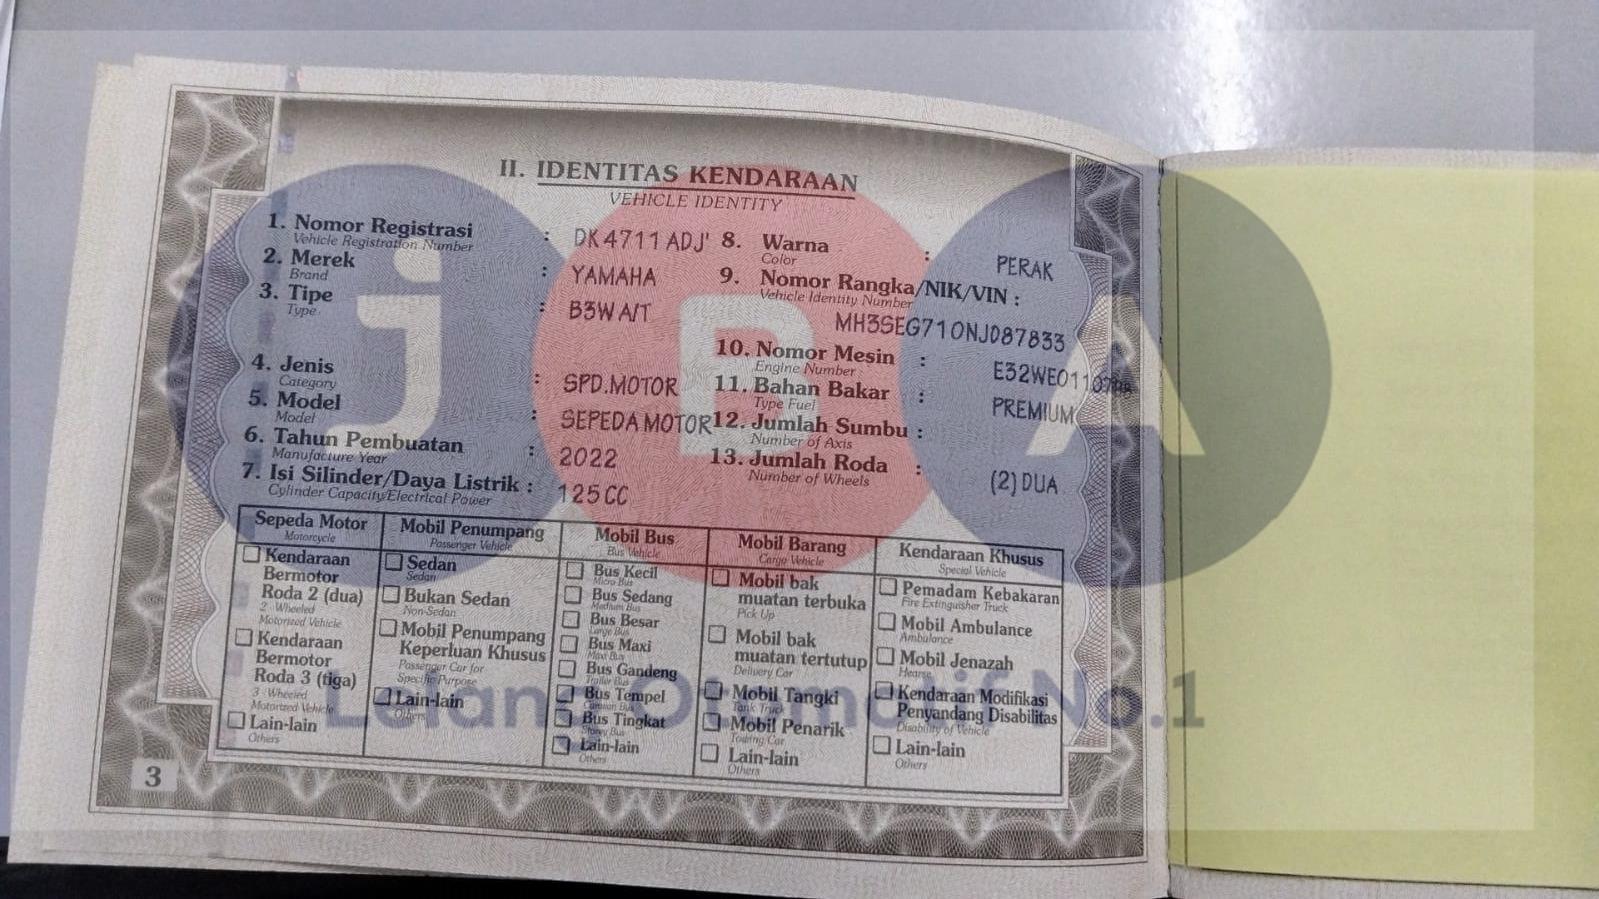 II. IDENTITAS KENDARAAN
VEHICLE IDENTITY
1. Nomor Registrasi : DK 4711 ADJ'
Vehicle Registration Number
2. Merek : YAMAHA
Brand
3. Tipe : B3W A/T
Type
4. Jenis : SPD.MOTOR
Category
5. Model : SEPEDA MOTOR
Model
6. Tahun Pembuatan : 2022
Manufacture Year
7. Isi Silinder/Daya Listrik : 125 CC
Cylinder Capacity/Electrical Power
8. Warna : PERAK
Color
9. Nomor Rangka/NIK/VIN :
Vehicle Identity Number
MH3SEG710NJ087833
10. Nomor Mesin :
Engine Number
11. Bahan Bakar : PREMIUM
Type Fuel
12. Jumlah Sumbu :
Number of Axis
13. Jumlah Roda : (2) DUA
Number of Wheels
Sepeda Motor
Motorcycle
Kendaraan
Bermotor
Roda 2 (dua)
2 Wheeled
Motorized Vehicle
Kendaraan
Bermotor
Roda 3 (tiga)
3 Wheeled
Motorized Vehicle
Lain-lain
Others
Mobil Penumpang
Passenger Vehicle
Sedan
Sedan
Bukan Sedan
Non-Sedan
Mobil Penumpang
Keperluan Khusus
Passenger Car for
Specific Purpose
Lain-lain
Others
Mobil Bus
Bus Vehicle
Bus Kecil
Micro Bus
Bus Sedang
Medium Bus
Bus Besar
Large Bus
Bus Maxi
Maxi Bus
Bus Gandeng
Trailer Bus
Bus Tempel
Bus Tingkat
Lain-lain
Others
Mobil Barang
Cargo Vehicle
Mobil bak
muatan terbuka
Pick Up
Mobil bak
muatan tertutup
Delivery Car
Mobil Tangki
Tank Truck
Mobil Penarik
Towing Car
Lain-lain
Others
Kendaraan Khusus
Special Vehicle
Pemadam Kebakaran
Fire Extinguisher Truck
Mobil Ambulance
Ambulance
Mobil Jenazah
Hearse
Kendaraan Modifikasi
Penyandang Disabilitas
Disability of Vehicle
Lain-lain
Others
3
jBA
Lelang Otomotif No.1